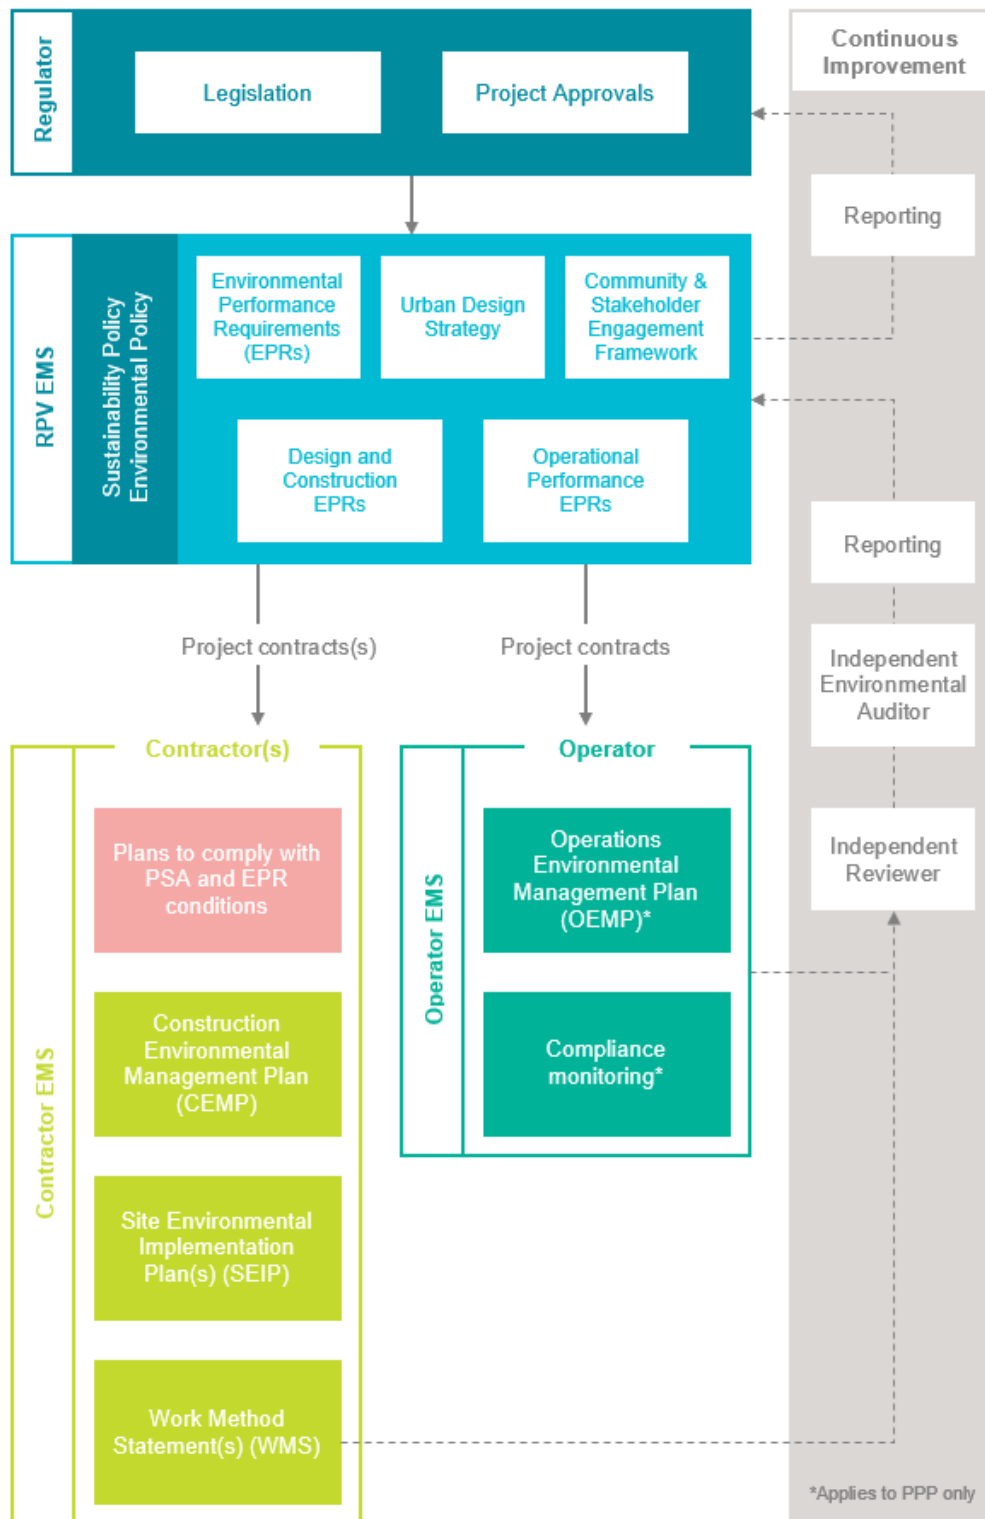 Regulator
Legislation
Project Approvals
Continuous
Improvement
Reporting
RPV EMS
Sustainability Policy
Environmental Policy
Environmental
Performance
Requirements
(EPRs)
Urban Design
Strategy
Community &
Stakeholder
Engagement
Framework
Design and
Construction
EPRs
Operational
Performance
EPRs
Reporting
Project contracts(s)
Project contracts
Independent
Environmental
Auditor
Independent
Reviewer
Contractor EMS
Contractor(s)
Plans to comply with
PSA and EPR
conditions
Construction
Environmental
Management Plan
(CEMP)
Site Environmental
Implementation
Plan(s) (SEIP)
Work Method
Statement(s) (WMS)
Operator EMS
Operator
Operations
Environmental
Management Plan
(OEMP)*
Compliance
monitoring*
*Applies to PPP only